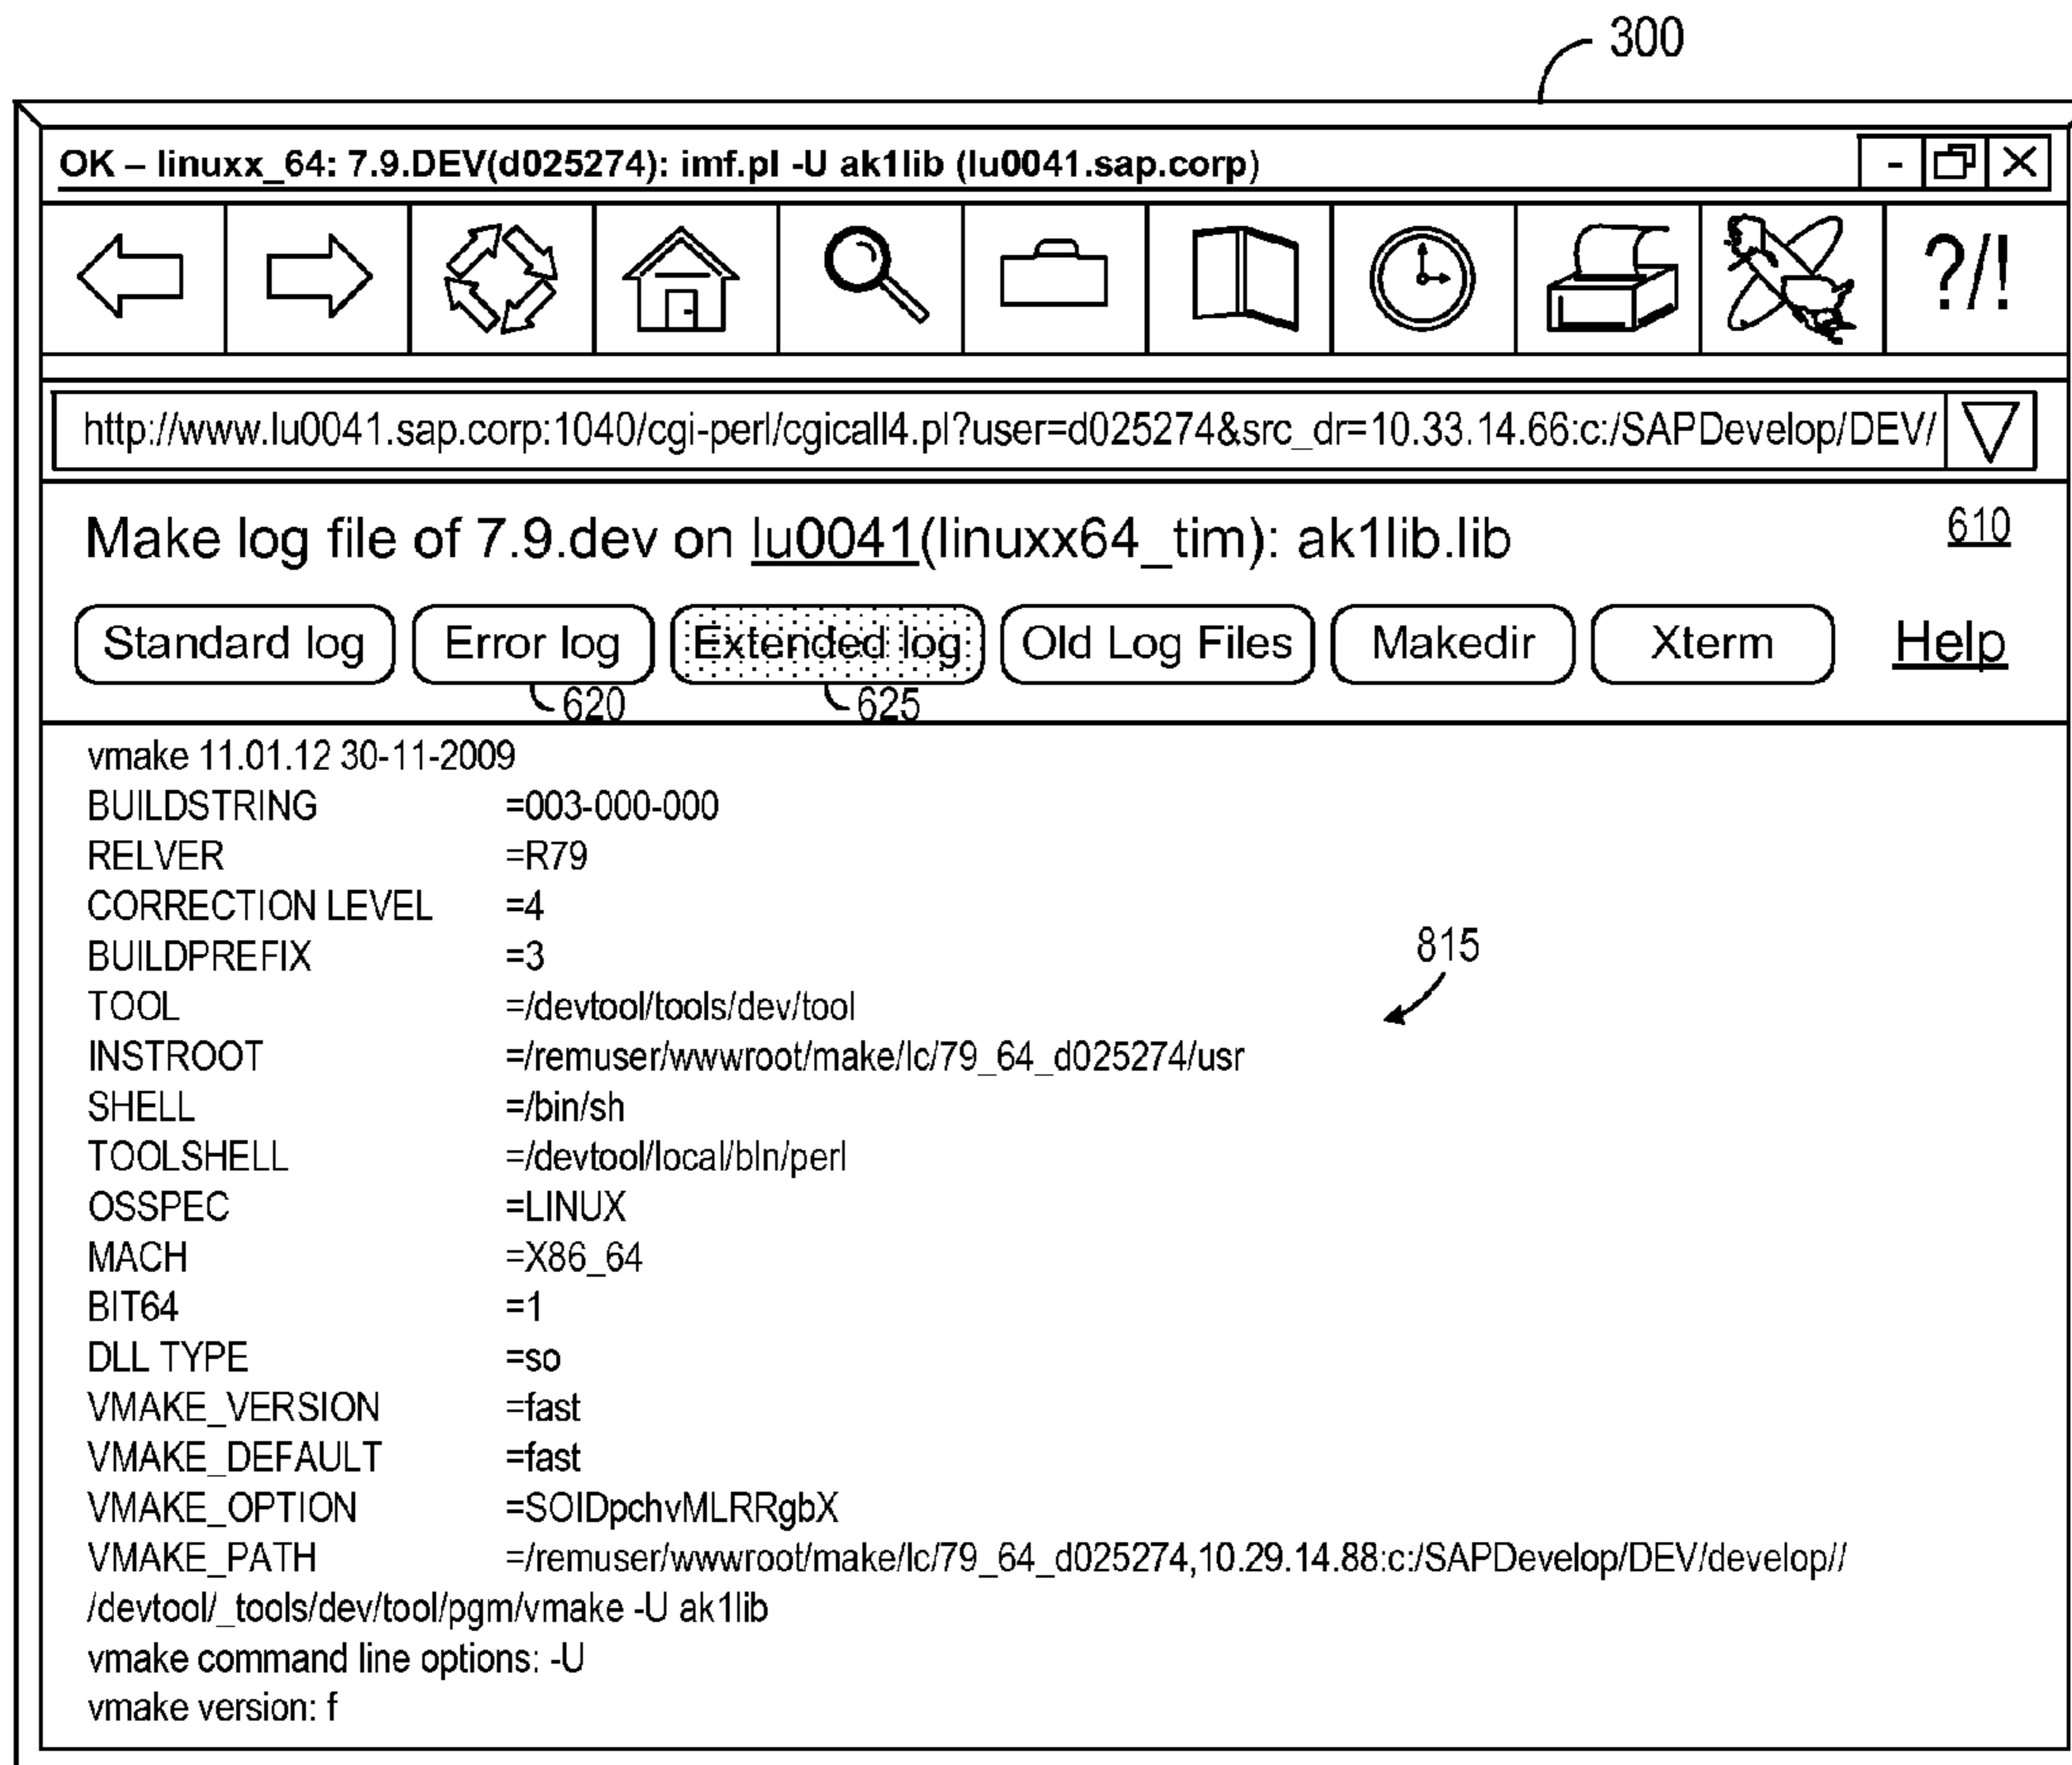 300
OK – linuxx_64: 7.9.DEV(d025274): imf.pl -U ak1lib (lu0041.sap.corp)
?/!
http://www.lu0041.sap.corp:1040/cgi-perl/cgicall4.pl?user=d025274&src_dr=10.33.14.66:c:/SAPDevelop/DEV/
Make log file of 7.9.dev on lu0041(linuxx64_tim): ak1lib.lib 610
Standard log Error log Extended log Old Log Files Makedir Xterm Help
620 625
vmake 11.01.12 30-11-2009
BUILDSTRING =003-000-000
RELVER =R79
CORRECTION LEVEL =4
BUILDPREFIX =3
815
TOOL =/devtool/tools/dev/tool
INSTROOT =/remuser/wwwroot/make/lc/79_64_d025274/usr
SHELL =/bin/sh
TOOLSHELL =/devtool/local/bln/perl
OSSPEC =LINUX
MACH =X86_64
BIT64 =1
DLL TYPE =so
VMAKE_VERSION =fast
VMAKE_DEFAULT =fast
VMAKE_OPTION =SOIDpchvMLRRgbX
VMAKE_PATH =/remuser/wwwroot/make/lc/79_64_d025274,10.29.14.88:c:/SAPDevelop/DEV/develop//
/devtool/_tools/dev/tool/pgm/vmake -U ak1lib
vmake command line options: -U
vmake version: f